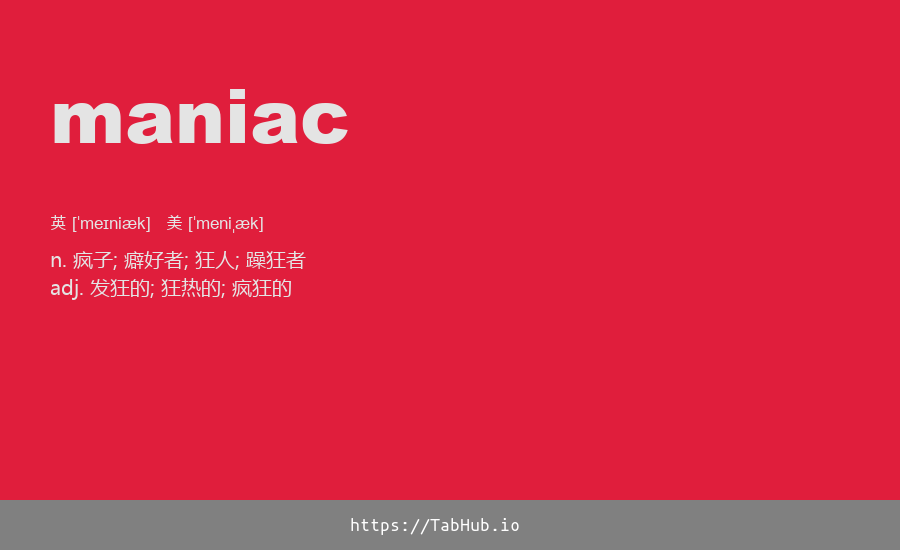 maniac
英 [ˈmeɪniæk] 美 [ˈmeniˌæk]
n. 疯子; 癖好者; 狂人; 躁狂者
adj. 发狂的; 狂热的; 疯狂的
https://TabHub.io